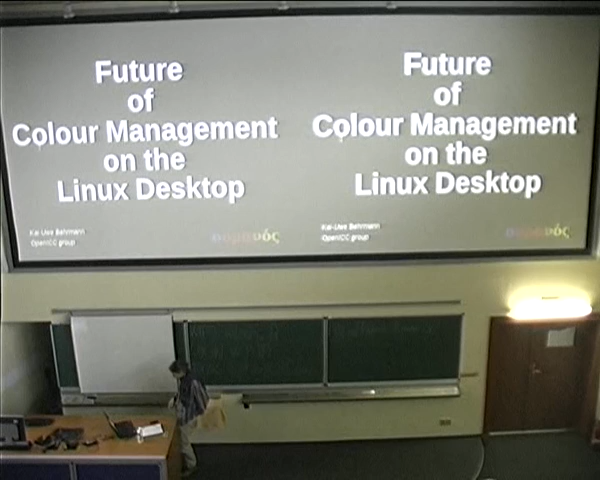 Future
of
Colour Management
on the
Linux Desktop
Kai-Uwe Behrmann
OpenICC group
Future
of
Colour Management
on the
Linux Desktop
Kai-Uwe Behrmann
OpenICC group